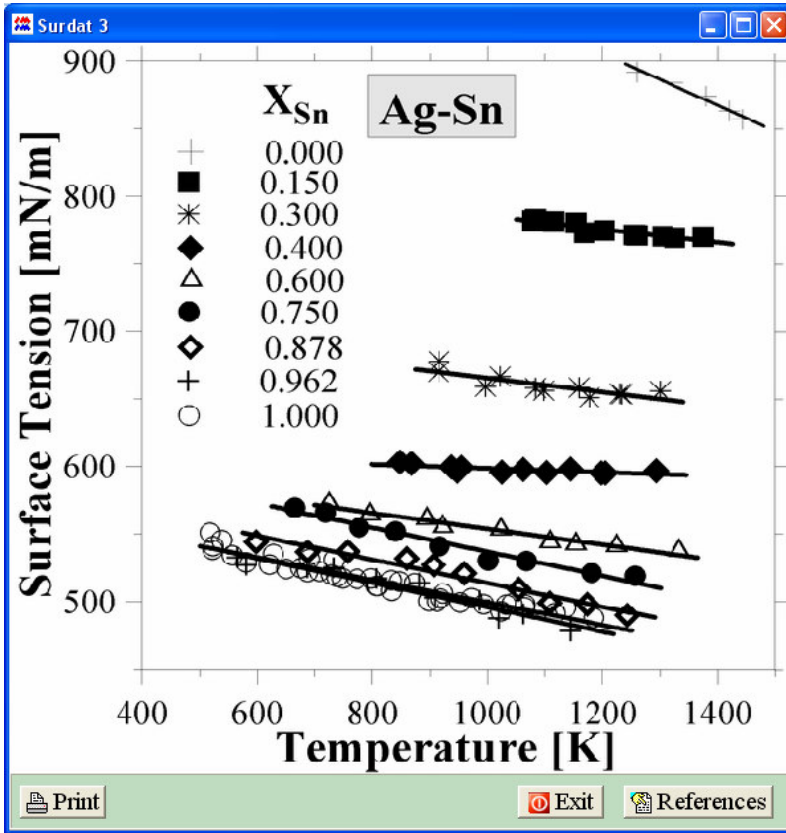 Surdat 3
Surface Tension [mN/m]
900
800
700
600
500
X_Sn
Ag-Sn
0.000
0.150
0.300
0.400
0.600
0.750
0.878
0.962
1.000
400 600 800 1000 1200 1400
Temperature [K]
Print Exit References